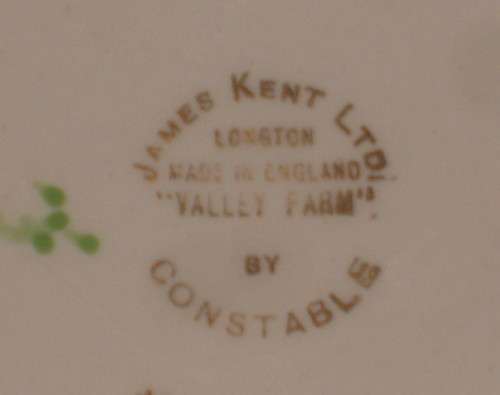 JAMES KENT LTD.
LONGTON
MADE IN ENGLAND
"VALLEY FARM"
BY
CONSTABLE